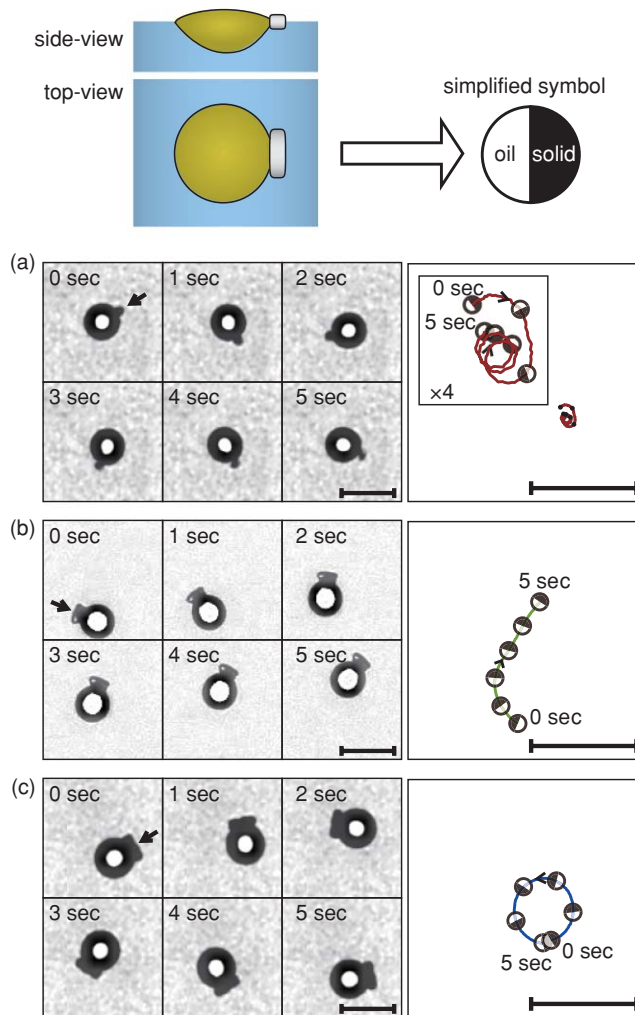 side-view
top-view
simplified symbol
oil solid
(a)
0 sec 1 sec 2 sec
3 sec 4 sec 5 sec
0 sec
5 sec
×4
(b)
0 sec 1 sec 2 sec
3 sec 4 sec 5 sec
5 sec
0 sec
(c)
0 sec 1 sec 2 sec
3 sec 4 sec 5 sec
0 sec
5 sec